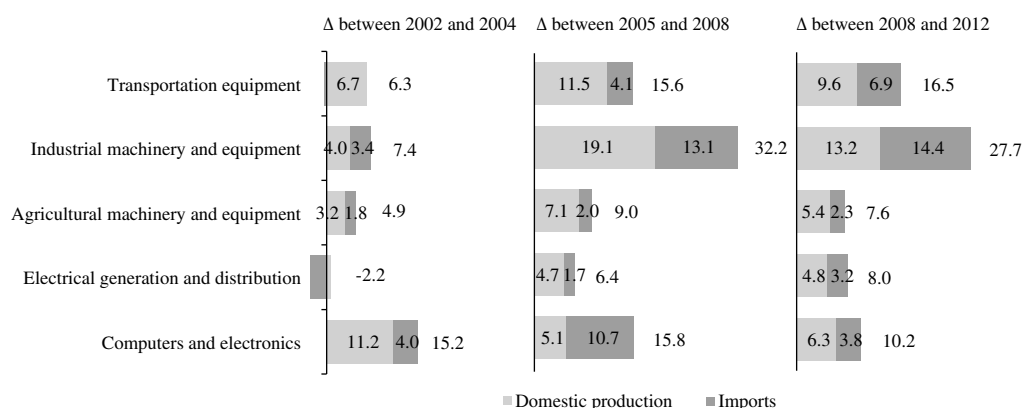 Δ between 2002 and 2004 Δ between 2005 and 2008 Δ between 2008 and 2012
Transportation equipment 6.7 6.3 11.5 4.1 15.6 9.6 6.9 16.5
Industrial machinery and equipment 4.0 3.4 7.4 19.1 13.1 32.2 13.2 14.4 27.7
Agricultural machinery and equipment 3.2 1.8 4.9 7.1 2.0 9.0 5.4 2.3 7.6
Electrical generation and distribution -2.2 4.7 1.7 6.4 4.8 3.2 8.0
Computers and electronics 11.2 4.0 15.2 5.1 10.7 15.8 6.3 3.8 10.2
Domestic production Imports